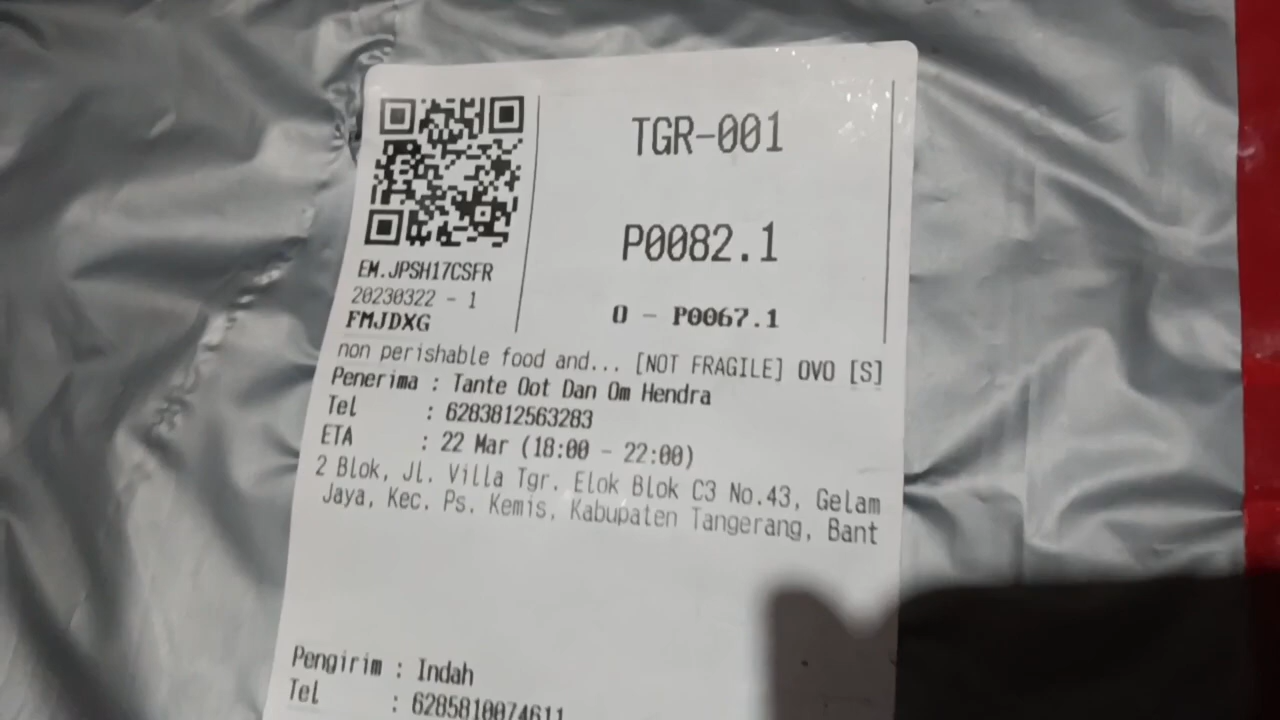 TGR-001
P0082.1
O - P0067.1
EM.JPSH17CSFR
20230322 - 1
FMJDXG
non perishable food and... [NOT FRAGILE] OVO [S]
Penerima : Tante Oot Dan Om Hendra
Tel : 6283812563283
ETA : 22 Mar (18:00 - 22:00)
2 Blok, Jl. Villa Tgr. Elok Blok C3 No.43, Gelam
Jaya, Kec. Ps. Kemis, Kabupaten Tangerang, Bant
Pengirim : Indah
Tel : 6285810074611